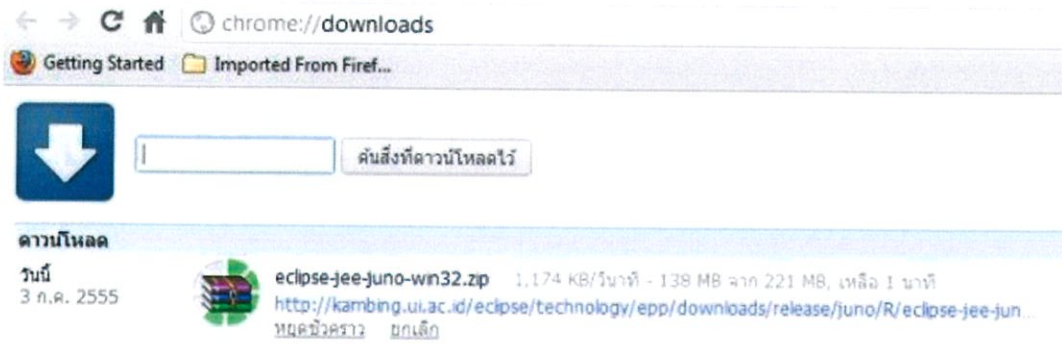 chrome://downloads
Getting Started Imported From Firef...
ค้นสิ่งที่ดาวน์โหลดไว้
ดาวน์โหลด
วันนี้
3 ก.ค. 2555
eclipse-jee-juno-win32.zip 1,174 KB/วินาที - 139 MB จาก 221 MB, เหลือ 1 นาที
http://kambing.ui.ac.id/eclipse/technology/epp/downloads/release/juno/R/eclipse-jee-jun...
หยุดชั่วคราว ยกเลิก